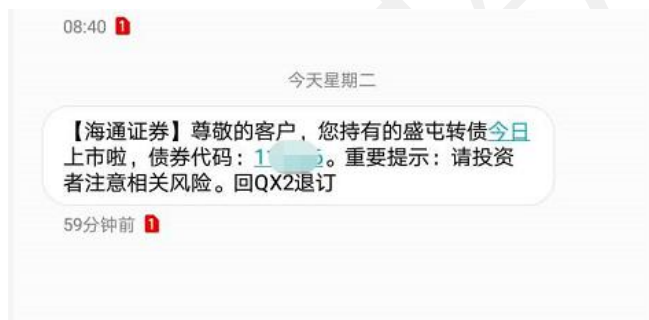 08:40
今天星期二
【海通证券】尊敬的客户，您持有的盛屯转债今日
上市啦，债券代码：11。重要提示：请投资
者注意相关风险。回QX2退订
59分钟前 1